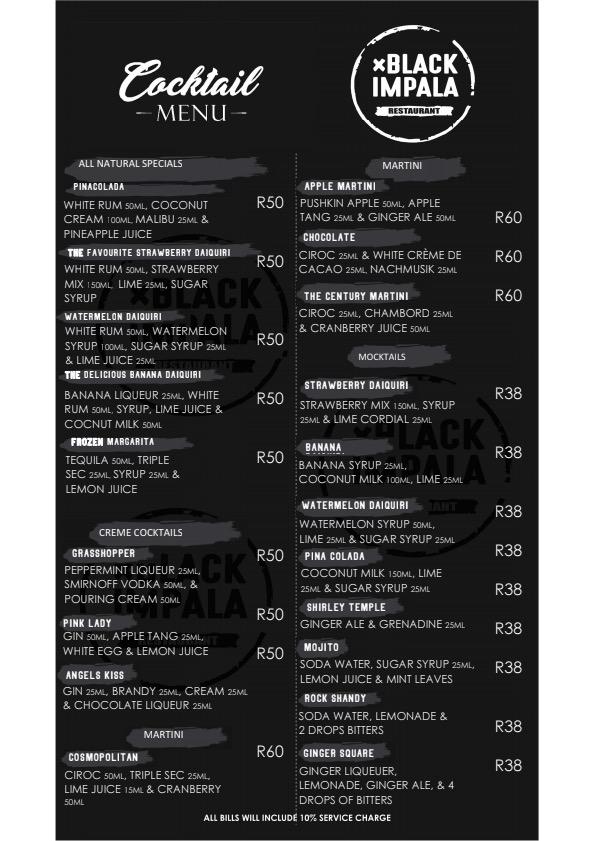 Cocktail
MENU
×BLACK
IMPALA
RESTAURANT
ALL NATURAL SPECIALS
PINACOLADA
WHITE RUM 50ML, COCONUT R50
CREAM 100ML, MALIBU 25ML &
PINEAPPLE JUICE
THE FAVOURITE STRAWBERRY DAIQUIRI
R50
WHITE RUM 50ML, STRAWBERRY
MIX 150ML, LIME 25ML, SUGAR
SYRUP
WATERMELON DAIQUIRI
WHITE RUM 50ML, WATERMELON
SYRUP 100ML, SUGAR SYRUP 25ML R50
& LIME JUICE 25ML
THE DELICIOUS BANANA DAIQUIRI
BANANA LIQUEUR 25ML, WHITE R50
RUM 50ML, SYRUP, LIME JUICE &
COCNUT MILK 50ML
FROZEN MARGARITA
TEQUILA 50ML, TRIPLE R50
SEC 25ML, SYRUP 25ML &
LEMON JUICE
CREME COCKTAILS
GRASSHOPPER R50
PEPPERMINT LIQUEUR 25ML,
SMIRNOFF VODKA 50ML, &
POURING CREAM 50ML
R50
PINK LADY
GIN 50ML, APPLE TANG 25ML,
WHITE EGG & LEMON JUICE R50
ANGELS KISS
GIN 25ML, BRANDY 25ML, CREAM 25ML
& CHOCOLATE LIQUEUR 25ML
MARTINI
COSMOPOLITAN R60
CIROC 50ML, TRIPLE SEC 25ML,
LIME JUICE 15ML & CRANBERRY
50ML
MARTINI
APPLE MARTINI
PUSHKIN APPLE 50ML, APPLE
TANG 25ML & GINGER ALE 50ML R60
CHOCOLATE
CIROC 25ML & WHITE CRÈME DE R60
CACAO 25ML, NACHMUSIK 25ML
THE CENTURY MARTINI R60
CIROC 25ML, CHAMBORD 25ML
& CRANBERRY JUICE 50ML
MOCKTAILS
STRAWBERRY DAIQUIRI R38
STRAWBERRY MIX 150ML, SYRUP
25ML & LIME CORDIAL 25ML
BANANA R38
BANANA SYRUP 25ML,
COCONUT MILK 100ML, LIME 25ML
WATERMELON DAIQUIRI R38
WATERMELON SYRUP 50ML,
LIME 25ML & SUGAR SYRUP 25ML
PINA COLADA R38
COCONUT MILK 150ML, LIME
25ML & SUGAR SYRUP 25ML R38
SHIRLEY TEMPLE
GINGER ALE & GRENADINE 25ML R38
MOJITO
SODA WATER, SUGAR SYRUP 25ML, R38
LEMON JUICE & MINT LEAVES
ROCK SHANDY
SODA WATER, LEMONADE & R38
2 DROPS BITTERS
GINGER SQUARE
R38
GINGER LIQUEUER,
LEMONADE, GINGER ALE, & 4
DROPS OF BITTERS
ALL BILLS WILL INCLUDE 10% SERVICE CHARGE